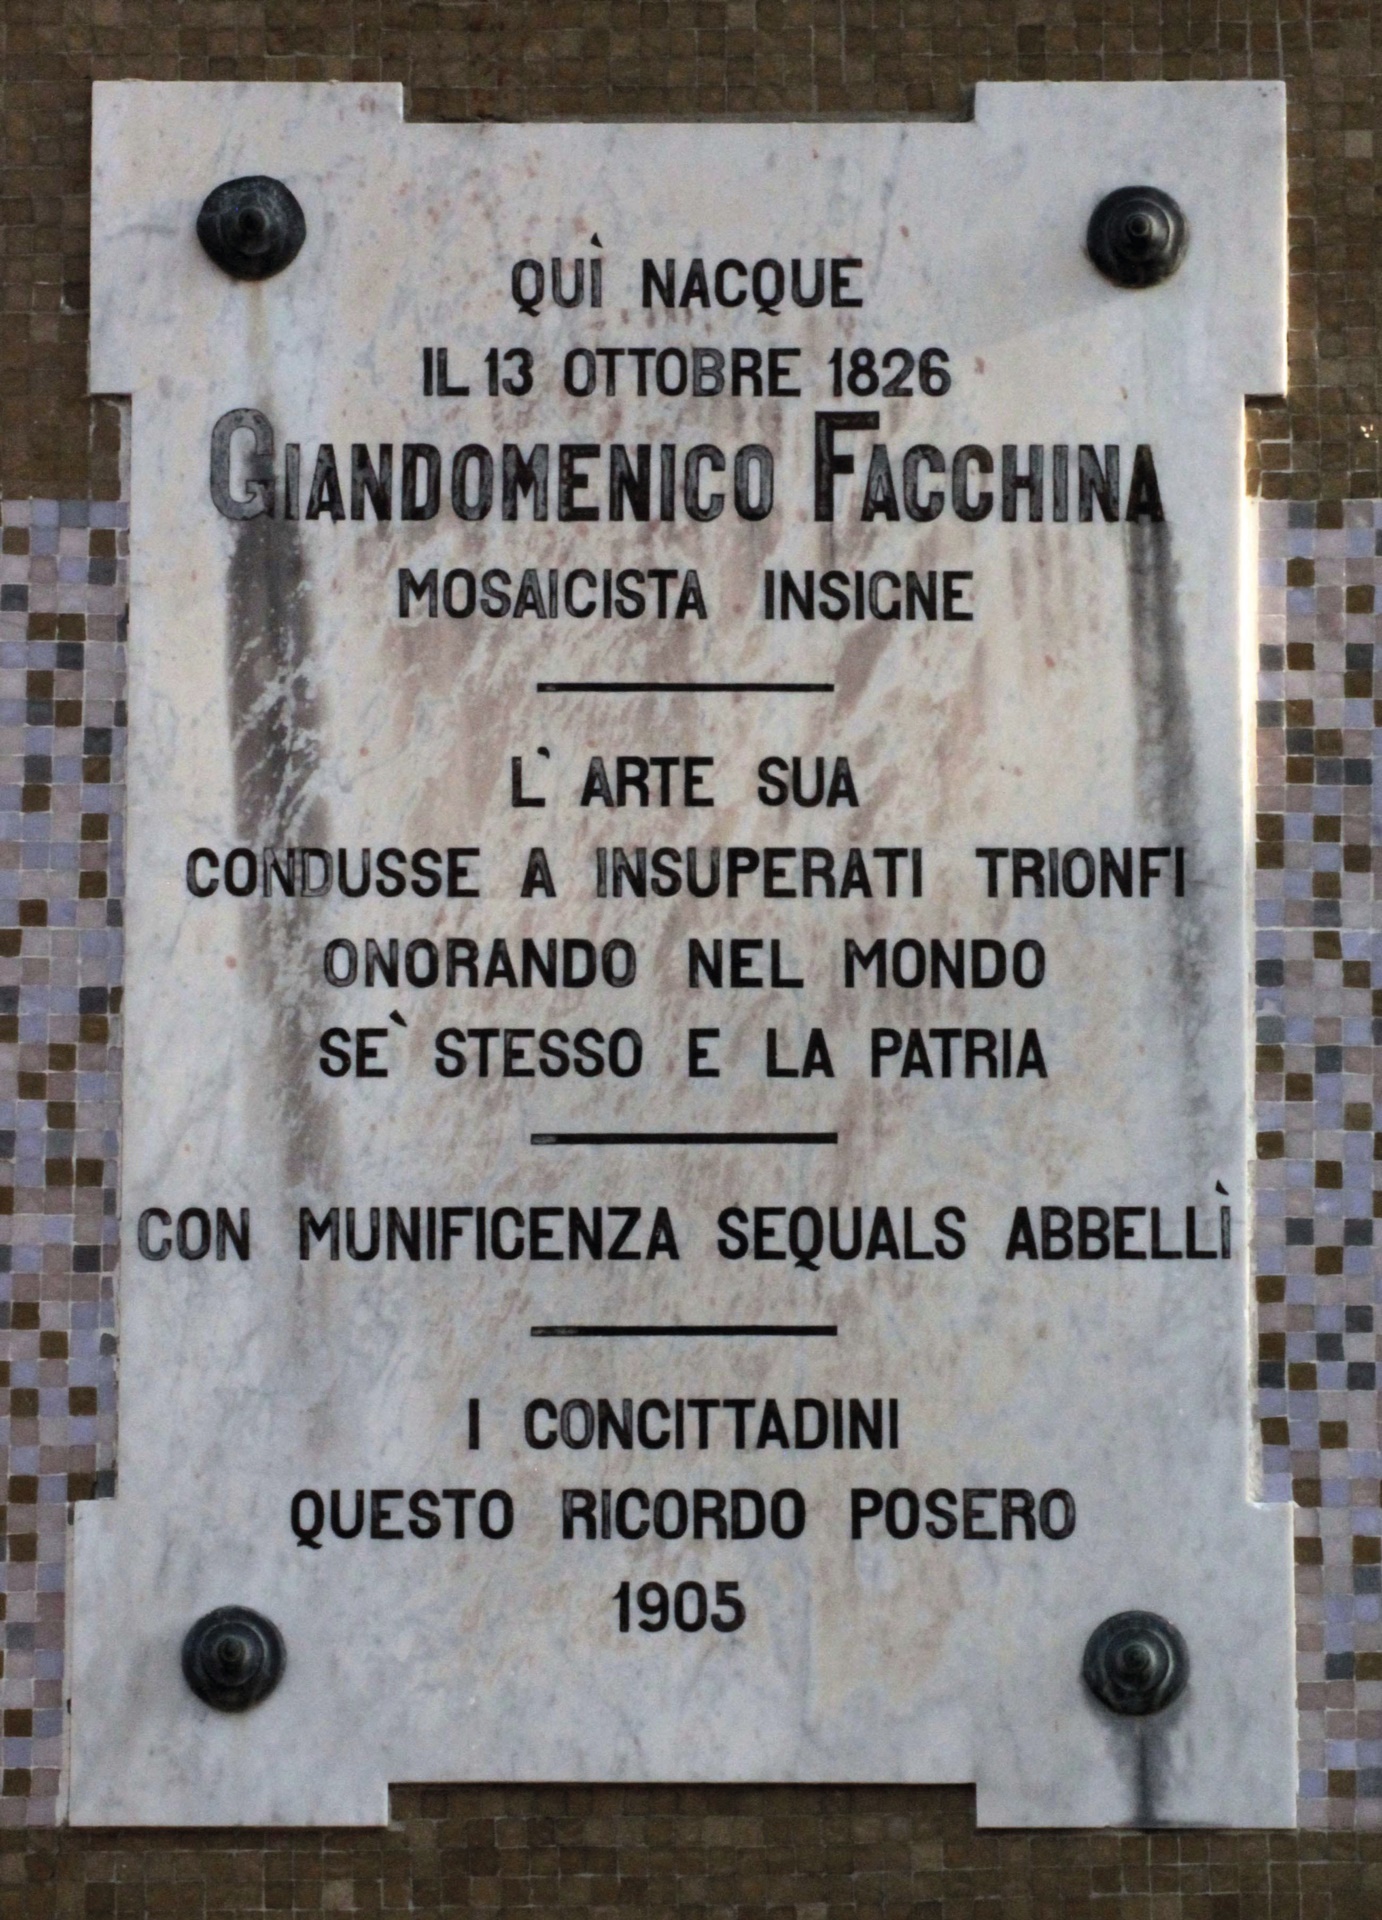 QUÌ NACQUE
IL 13 OTTOBRE 1826
GIANDOMENICO FACCHINA
MOSAICISTA INSIGNE
L' ARTE SUA
CONDUSSE A INSUPERATI TRIONFI
ONORANDO NEL MONDO
SE` STESSO E LA PATRIA
CON MUNIFICENZA SEQUALS ABBELLÌ
I CONCITTADINI
QUESTO RICORDO POSERO
1905